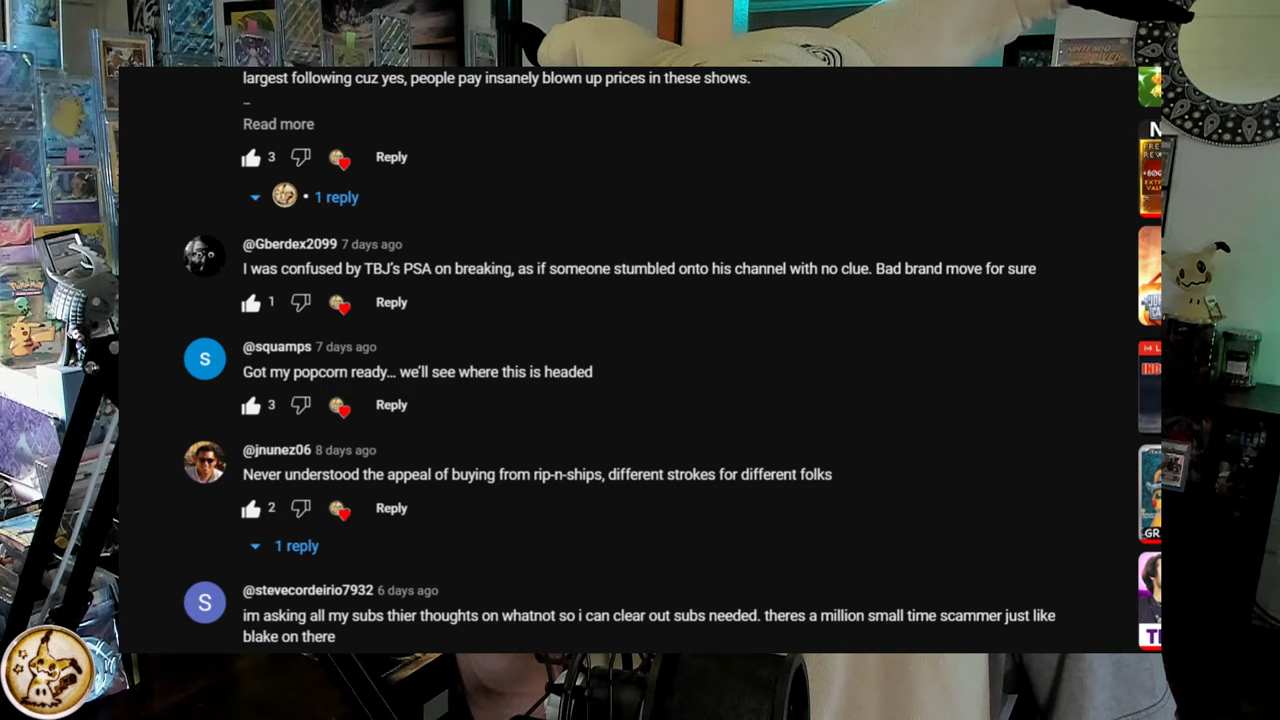 largest following cuz yes, people pay insanely blown up prices in these shows.
_
Read more
3
Reply
• 1 reply
@Gberdex2099 7 days ago
I was confused by TBJ's PSA on breaking, as if someone stumbled onto his channel with no clue. Bad brand move for sure
1
Reply
S
@squamps 7 days ago
Got my popcorn ready... we'll see where this is headed
3
Reply
@jnunez06 8 days ago
Never understood the appeal of buying from rip-n-ships, different strokes for different folks
2
Reply
1 reply
S
@stevecordeirio7932 6 days ago
im asking all my subs thier thoughts on whatnot so i can clear out subs needed. theres a million small time scammer just like
blake on there